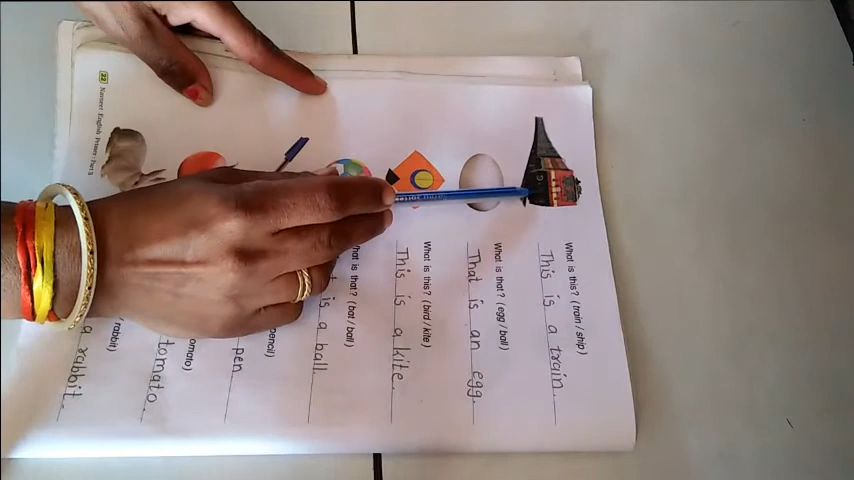 What is this? (train / ship)
This is a train.
What is that? (egg / ball)
That is an egg.
What is this? (bird / kite)
This is a kite.
what is that? (bat / ball)
is a ball.
pencil)
pen
omato)
tomato.
rabbit)
a rabbit.
22 Navneet English Primer : Part 3